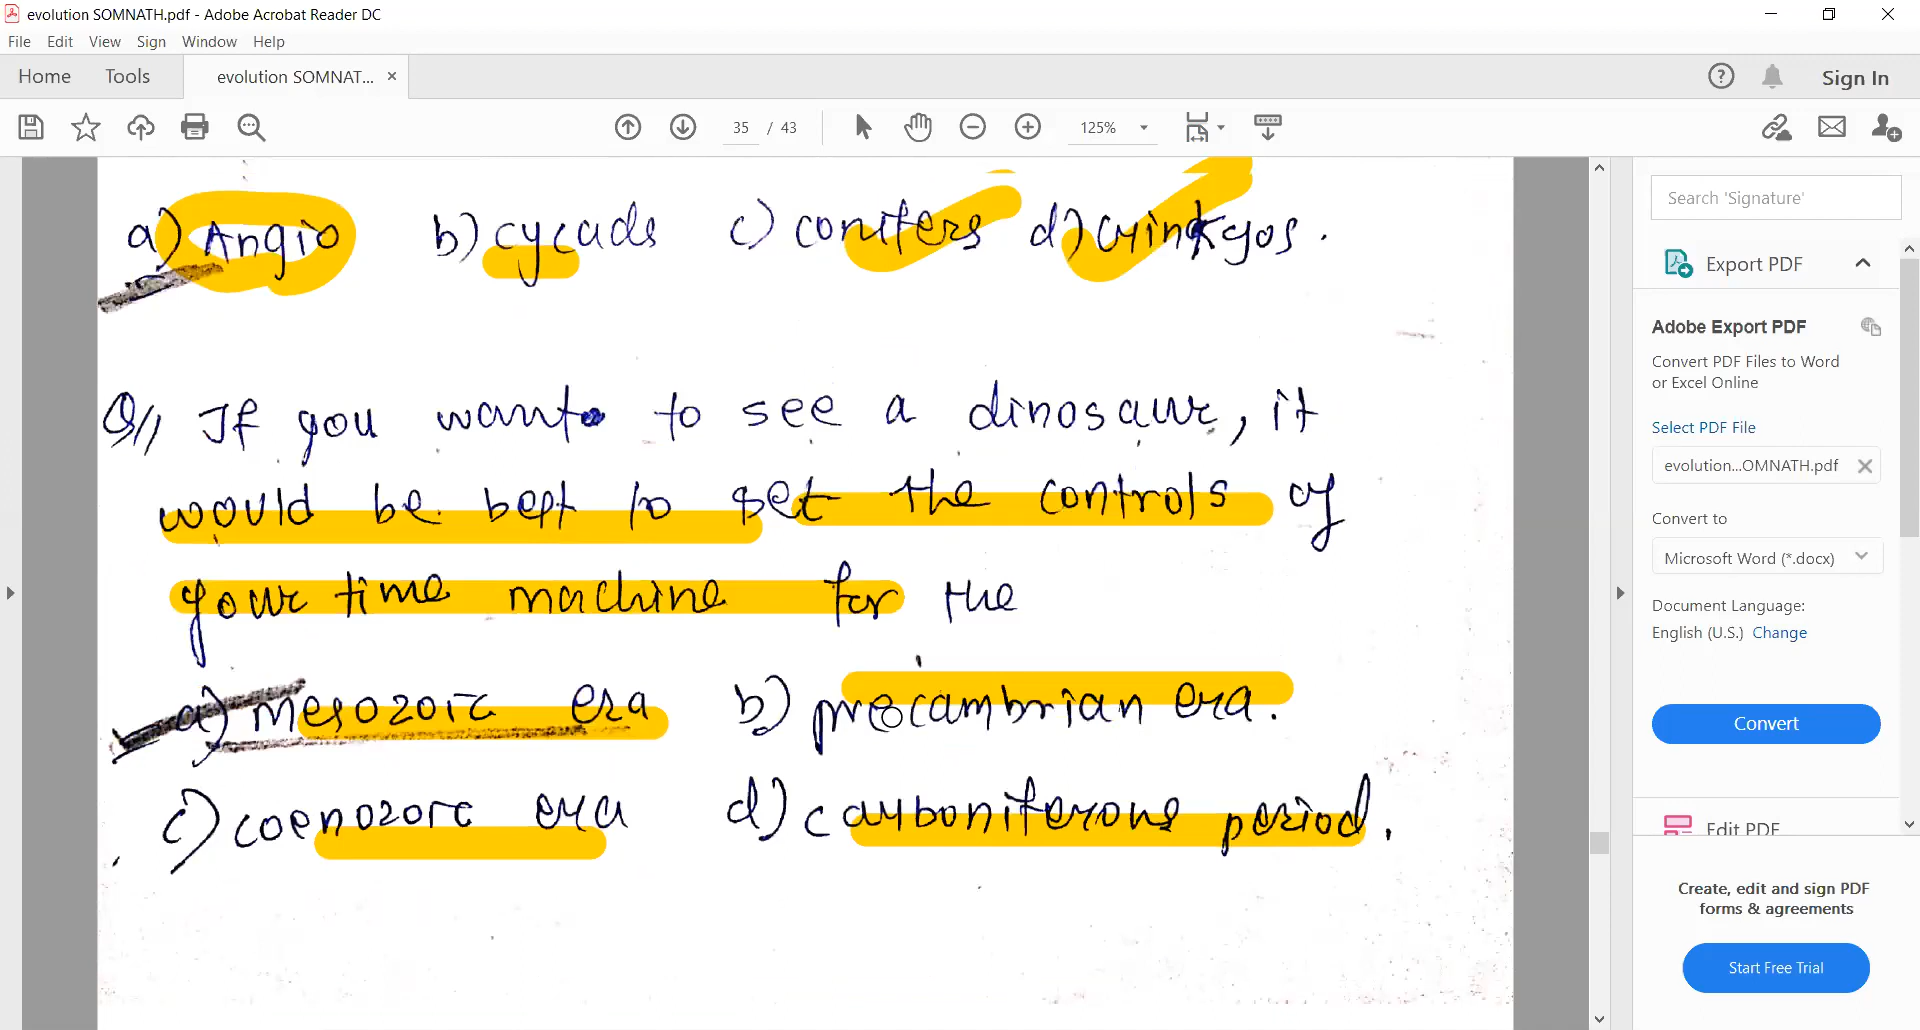 evolution SOMNATH.pdf - Adobe Acrobat Reader DC
File Edit View Sign Window Help
Home Tools evolution SOMNAT... × Sign In
35 / 43 125%
a) Angio b) cycads c) conifers d) Ginkgos.
Q// If you want to see a dinosaur, it
would be bept to set the controls of
your time machine for the
a) mesozoic era b) precambrian era.
c) coenozoic era d) carboniferous period.
Search 'Signature'
Export PDF
Adobe Export PDF
Convert PDF Files to Word
or Excel Online
Select PDF File
evolution...OMNATH.pdf
Convert to
Microsoft Word (*.docx)
Document Language:
English (U.S.) Change
Convert
Edit PDF
Create, edit and sign PDF
forms & agreements
Start Free Trial